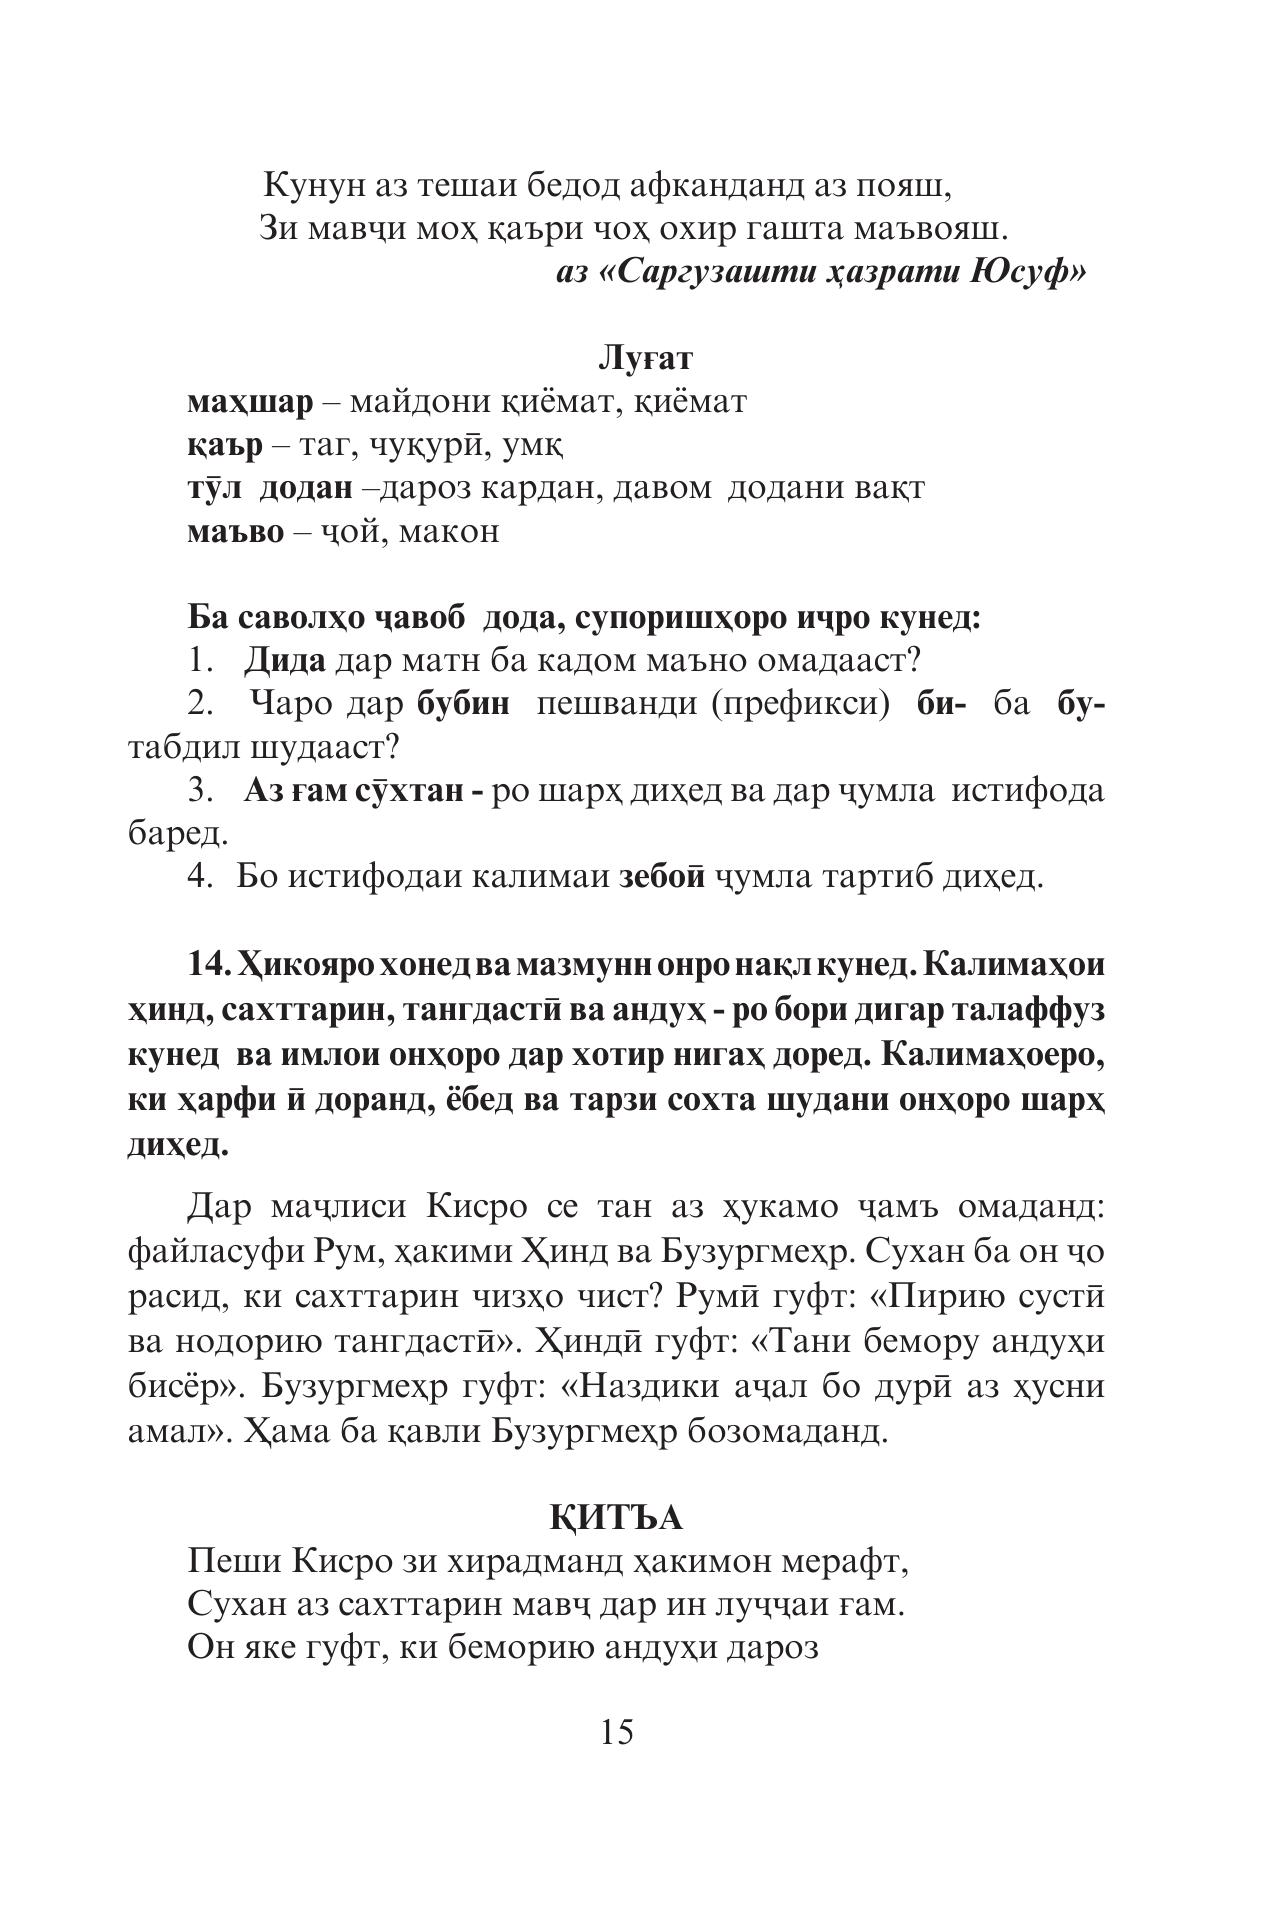 Кунун аз тешаи бедод афканданд аз пояш,
Зи мавҷи моҳ қаъри чоҳ охир гашта маъвояш.
аз «Саргузашти ҳазрати Юсуф»
Луғат
маҳшар – майдони қиёмат, қиёмат
қаър – таг, чуқурӣ, умқ
тӯл додан –дароз кардан, давом додани вақт
маъво – ҷой, макон
Ба саволҳо ҷавоб дода, супоришҳоро иҷро кунед:
1. Дида дар матн ба кадом маъно омадааст?
2. Чаро дар бубин пешванди (префикси) би- ба бу-
табдил шудааст?
3. Аз ғам сӯхтан - ро шарҳ диҳед ва дар ҷумла истифода
баред.
4. Бо истифодаи калимаи зебоӣ ҷумла тартиб диҳед.
14. Ҳикояро хонед ва мазмунн онро нақл кунед. Калимаҳои
ҳинд, сахттарин, тангдастӣ ва андуҳ - ро бори дигар талаффуз
кунед ва имлои онҳоро дар хотир нигаҳ доред. Калимаҳоеро,
ки ҳарфи ӣ доранд, ёбед ва тарзи сохта шудани онҳоро шарҳ
диҳед.
Дар маҷлиси Кисро се тан аз ҳукамо ҷамъ омаданд:
файласуфи Рум, ҳакими Ҳинд ва Бузургмеҳр. Сухан ба он ҷо
расид, ки сахттарин чизҳо чист? Румӣ гуфт: «Пирию сустӣ
ва нодорию тангдастӣ». Ҳиндӣ гуфт: «Тани бемору андуҳи
бисёр». Бузургмеҳр гуфт: «Наздики аҷал бо дурӣ аз ҳусни
амал». Ҳама ба қавли Бузургмеҳр бозомаданд.
ҚИТЪА
Пеши Кисро зи хирадманд ҳакимон мерафт,
Сухан аз сахттарин мавҷ дар ин луҷҷаи ғам.
Он яке гуфт, ки беморию андуҳи дароз
15